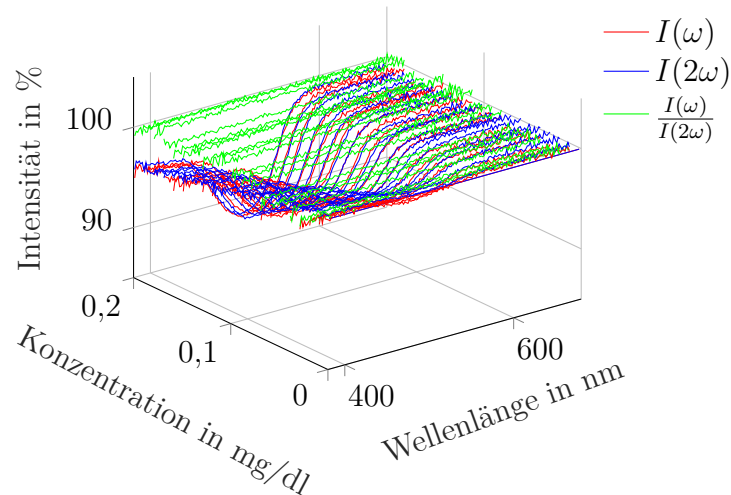 I(ω)
I(2ω)
I(ω)
I(2ω)
Intensität in %
100
90
0,2
0,1
0
Konzentration in mg/dl
400
600
Wellenlänge in nm